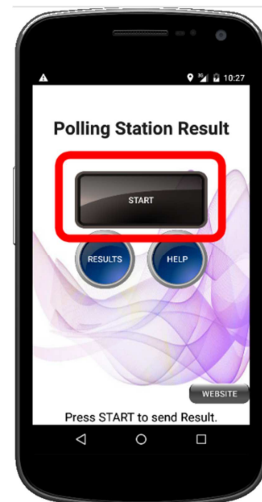 10:27
Polling Station Result
START
RESULTS HELP
WEBSITE
Press START to send Result.